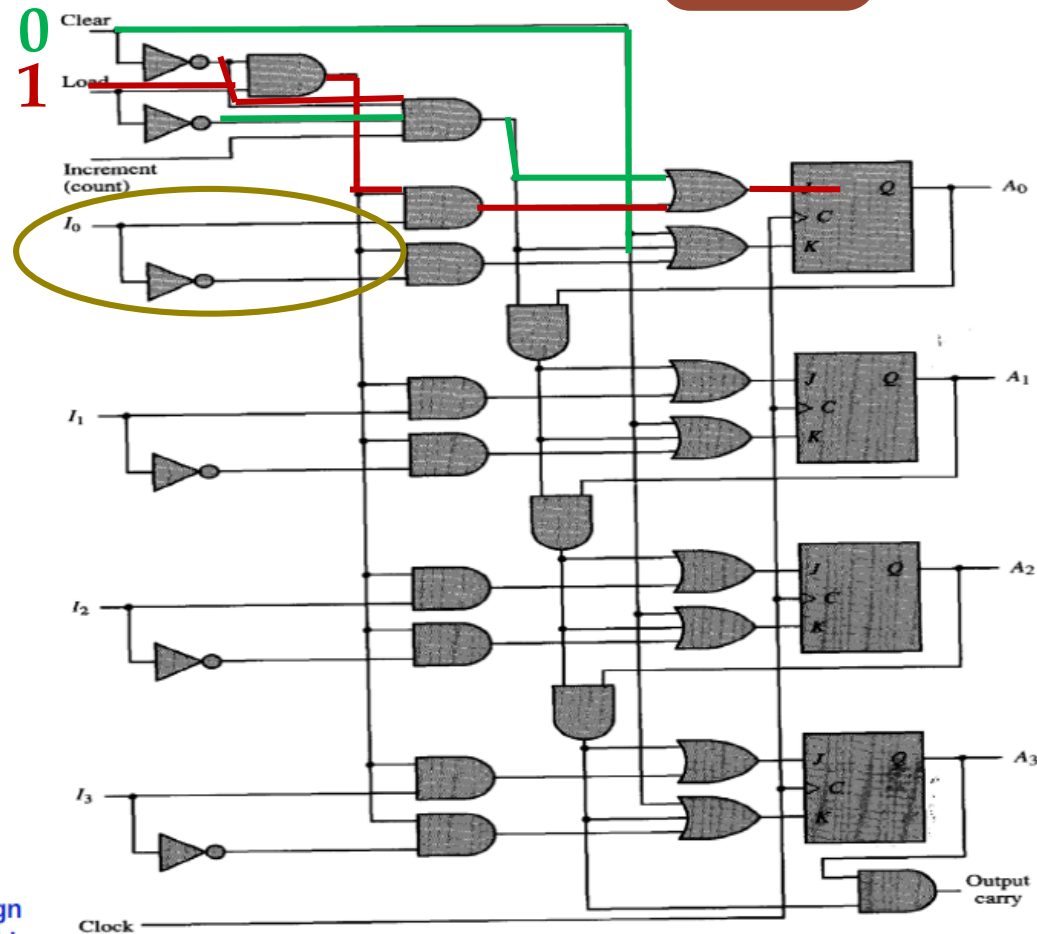 0 Clear
1 Load
Increment
(count)
I0
J Q A0
C
K
I1
J Q A1
C
K
I2
J Q A2
C
K
I3
J Q A3
C
K
Output
carry
gn
Clock